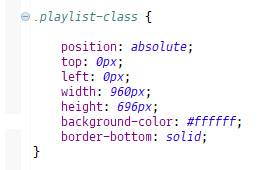 .playlist-class {
position: absolute;
top: 0px;
left: 0px;
width: 960px;
height: 696px;
background-color: #ffffff;
border-bottom: solid;
}